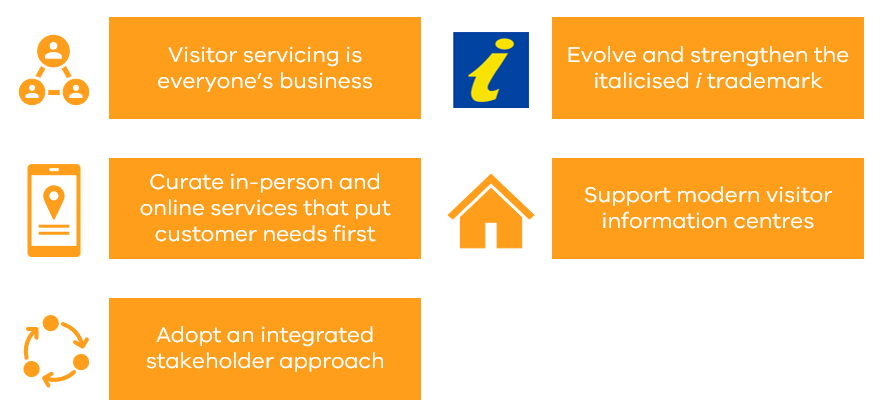 Visitor servicing is
everyone's business
i
Evolve and strengthen the
italicised i trademark
Curate in-person and
online services that put
customer needs first
Support modern visitor
information centres
Adopt an integrated
stakeholder approach